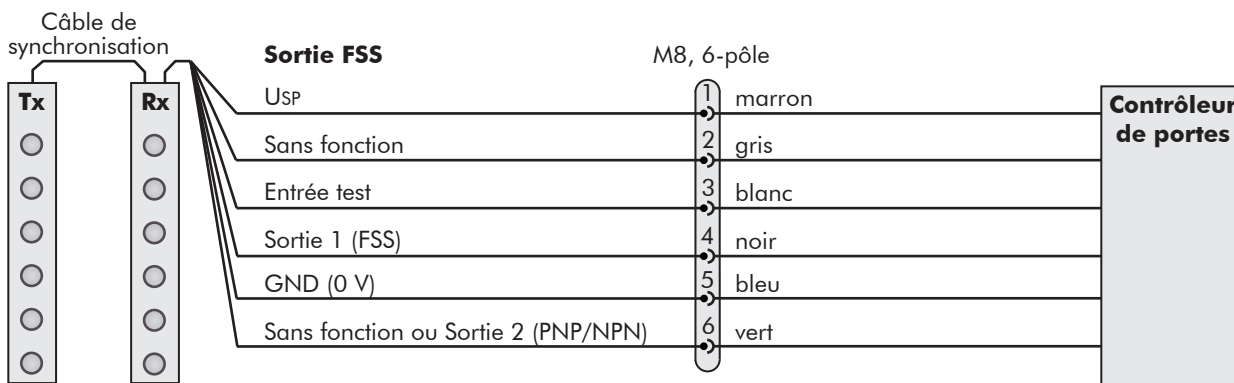 Câble de
synchronisation
Sortie FSS
M8, 6-pôle
Tx
Rx
Contrôleur
de portes
USP
1
marron
Sans fonction
2
gris
Entrée test
3
blanc
Sortie 1 (FSS)
4
noir
GND (0 V)
5
bleu
Sans fonction ou Sortie 2 (PNP/NPN)
6
vert